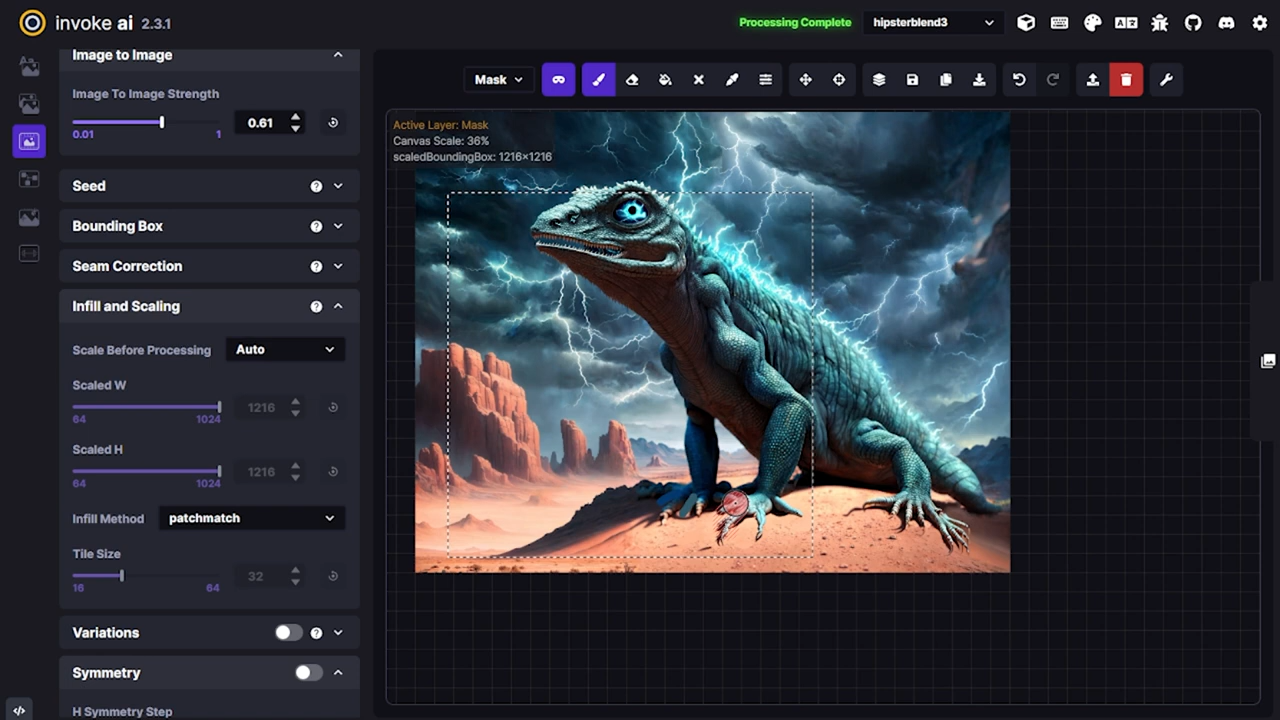 invoke ai 2.3.1
Processing Complete
hipsterblend3
Image to Image
Image To Image Strength
0.61
0.01 1
Seed
Bounding Box
Seam Correction
Infill and Scaling
Scale Before Processing Auto
Scaled W
1216
64 1024
Scaled H
1216
64 1024
Infill Method patchmatch
Tile Size
32
16 64
Variations
Symmetry
H Symmetry Step
Mask
Active Layer: Mask
Canvas Scale: 36%
scaledBoundingBox: 1216×1216